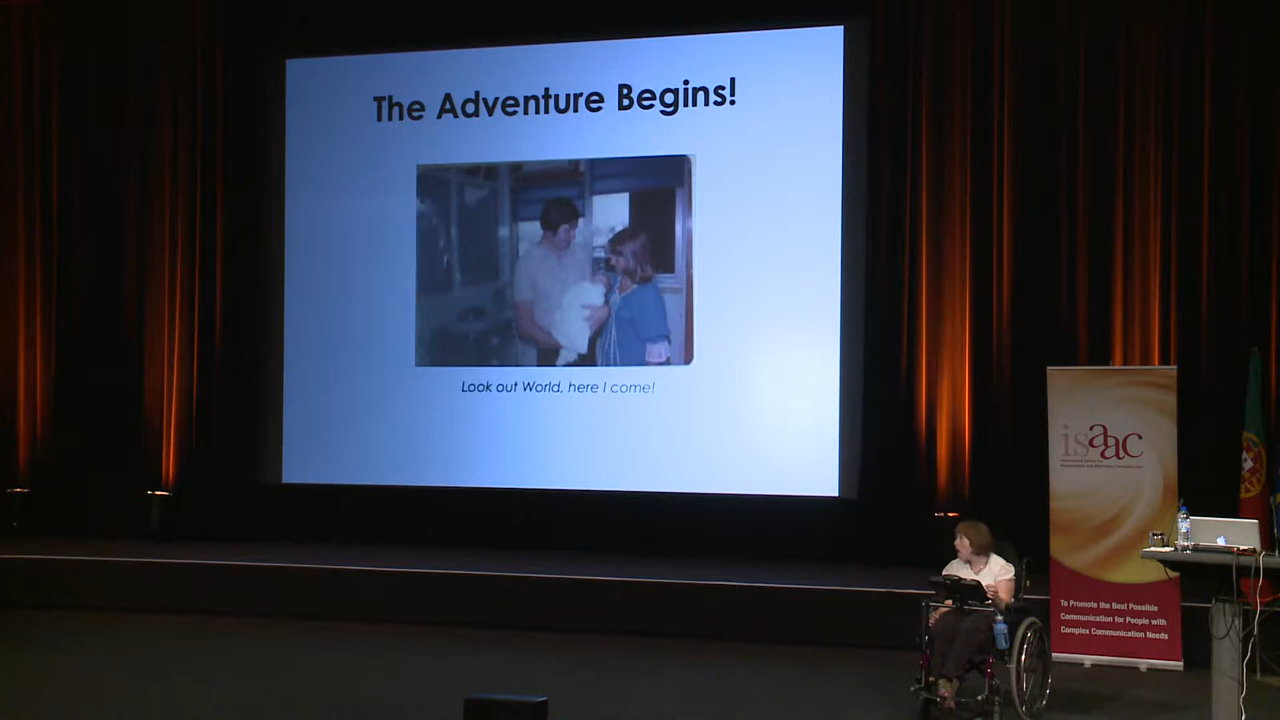 The Adventure Begins!
Look out World, here I come!
isaac
To Promote the Best Possible
Communication for People with
Complex Communication Needs